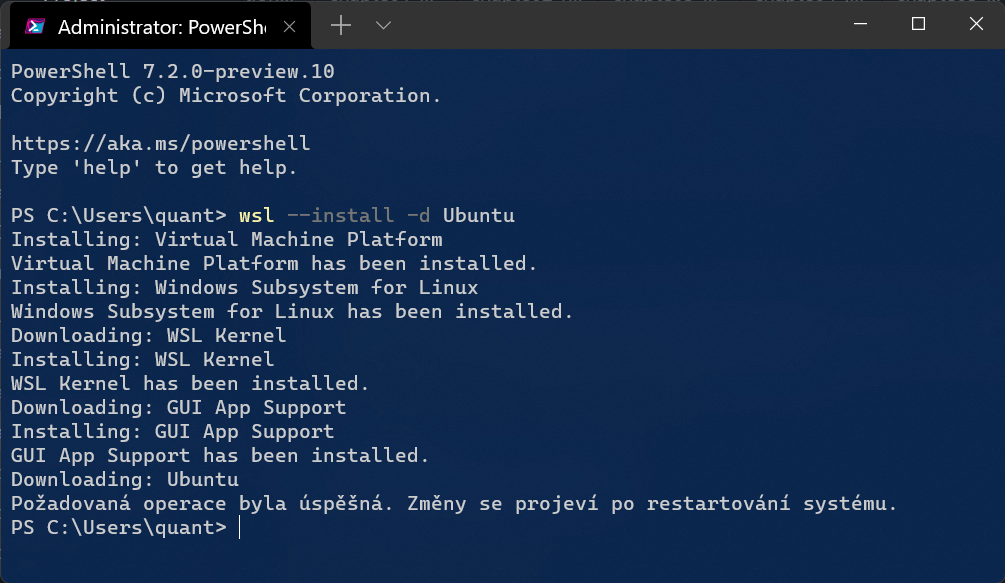 Administrator: PowerSh
PowerShell 7.2.0-preview.10
Copyright (c) Microsoft Corporation.
https://aka.ms/powershell
Type 'help' to get help.
PS C:\Users\quant> wsl --install -d Ubuntu
Installing: Virtual Machine Platform
Virtual Machine Platform has been installed.
Installing: Windows Subsystem for Linux
Windows Subsystem for Linux has been installed.
Downloading: WSL Kernel
Installing: WSL Kernel
WSL Kernel has been installed.
Downloading: GUI App Support
Installing: GUI App Support
GUI App Support has been installed.
Downloading: Ubuntu
Požadovaná operace byla úspěšná. Změny se projeví po restartování systému.
PS C:\Users\quant>